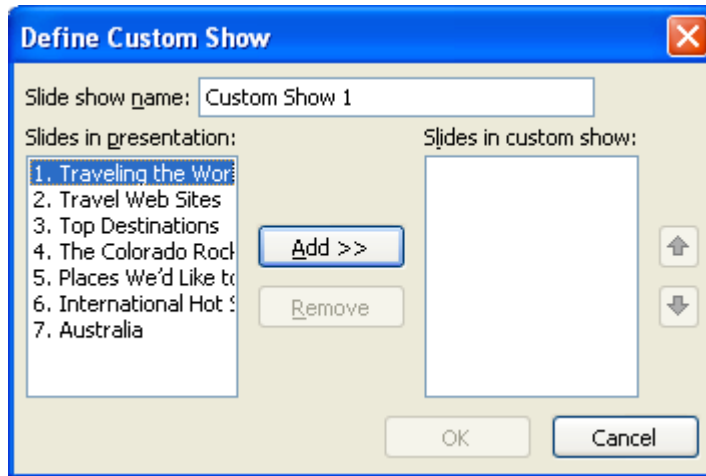 Define Custom Show
Slide show name: Custom Show 1
Slides in presentation:
Slides in custom show:
1. Traveling the Wor
2. Travel Web Sites
3. Top Destinations
4. The Colorado Rock
5. Places We'd Like to
6. International Hot S
7. Australia
Add >>
Remove
OK
Cancel